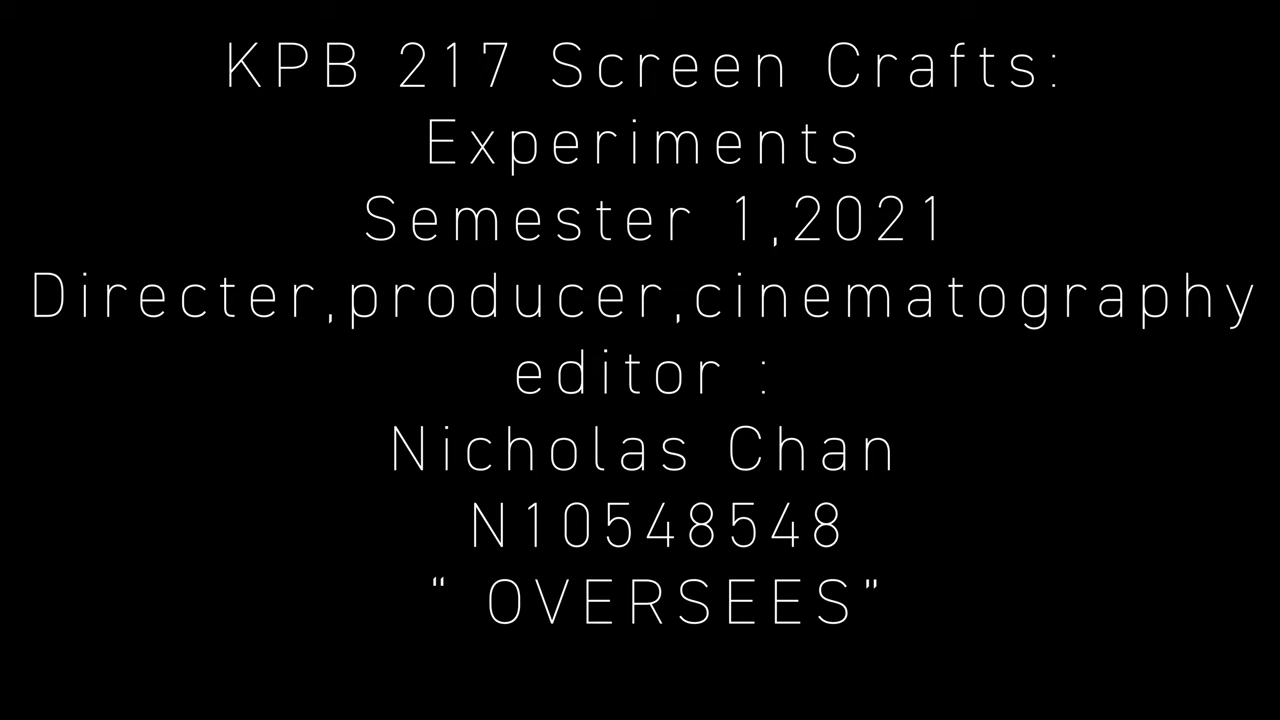 KPB 217 Screen Crafts:
Experiments
Semester 1,2021
Directer,producer,cinematography
editor :
Nicholas Chan
N10548548
“ OVERSEES”